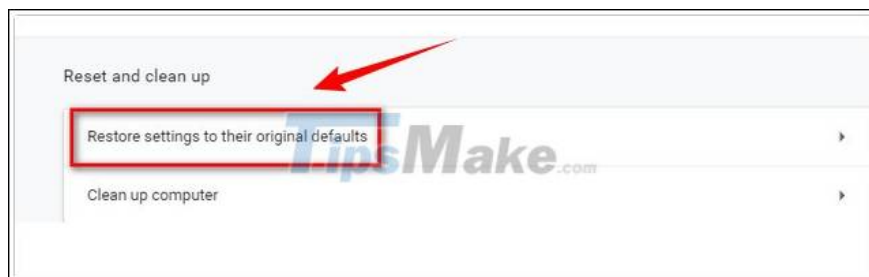 Reset and clean up
Restore settings to their original defaults
TipsMake.com
Clean up computer